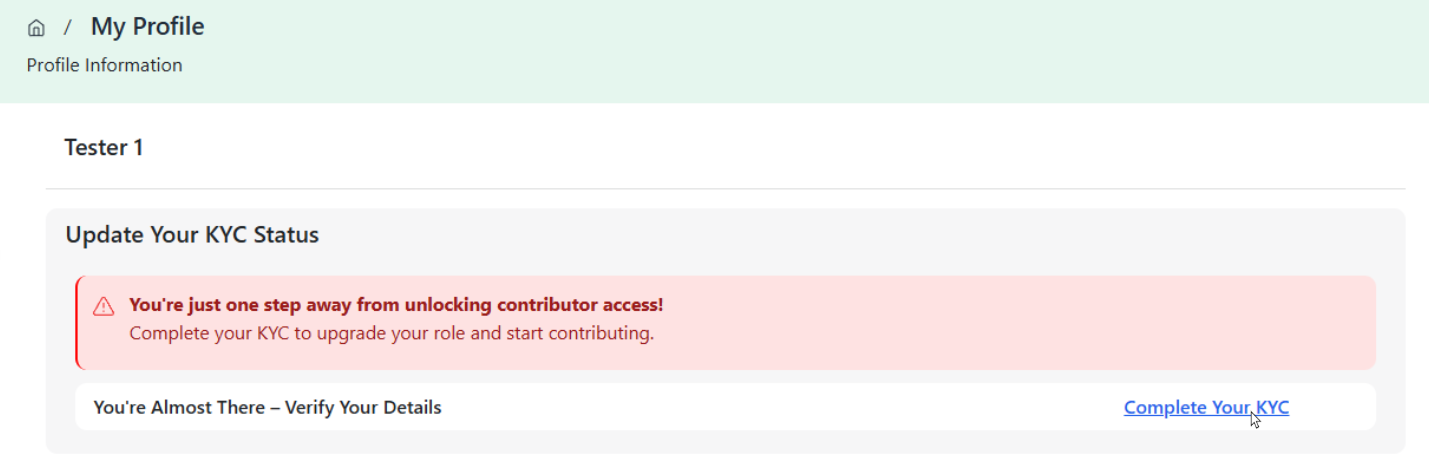 / My Profile
Profile Information
Tester 1
Update Your KYC Status
You're just one step away from unlocking contributor access!
Complete your KYC to upgrade your role and start contributing.
You're Almost There – Verify Your Details Complete Your KYC